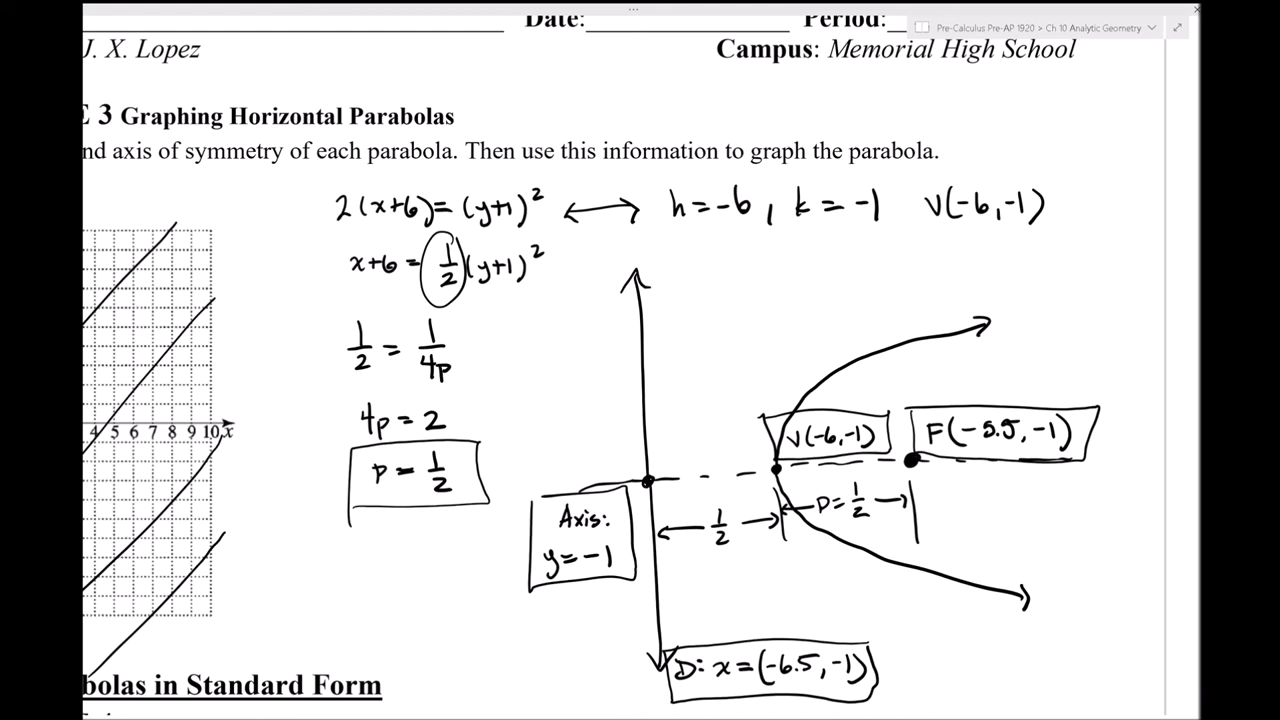 Date: Period:
Pre-Calculus Pre-AP 1920 > Ch 10 Analytic Geometry
J. X. Lopez Campus: Memorial High School
E 3 Graphing Horizontal Parabolas
nd axis of symmetry of each parabola. Then use this information to graph the parabola.
2(x+6)=(y+1)² ⟷ h=-6, k=-1 V(-6,-1)
x+6 = 1/2 (y+1)²
1/2 = 1/4p
4p = 2
p = 1/2
4 5 6 7 8 9 10 x
V(-6,-1) F(-5.5,-1)
1/2 P=1/2
Axis:
y=-1
D: x=(-6.5,-1)
bolas in Standard Form